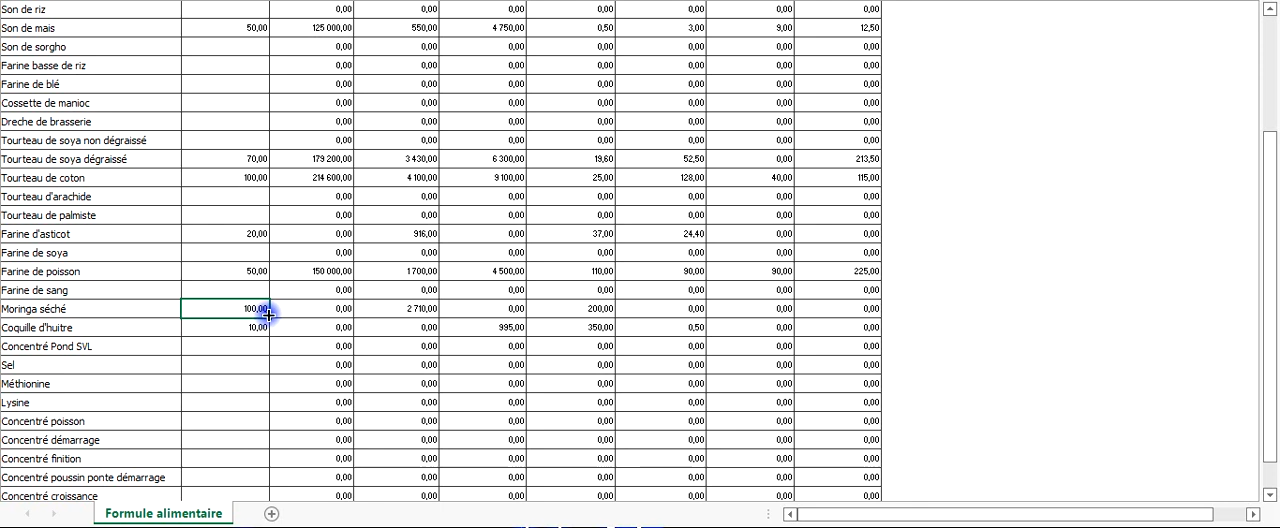 Son de riz 0,00 0,00 0,00 0,00 0,00 0,00 0,00
Son de mais 50,00 125 000,00 550,00 4 750,00 0,50 3,00 9,00 12,50
Son de sorgho 0,00 0,00 0,00 0,00 0,00 0,00 0,00
Farine basse de riz 0,00 0,00 0,00 0,00 0,00 0,00 0,00
Farine de blé 0,00 0,00 0,00 0,00 0,00 0,00 0,00
Cossette de manioc 0,00 0,00 0,00 0,00 0,00 0,00 0,00
Dreche de brasserie 0,00 0,00 0,00 0,00 0,00 0,00 0,00
Tourteau de soya non dégraissé 0,00 0,00 0,00 0,00 0,00 0,00 0,00
Tourteau de soya dégraissé 70,00 179 200,00 3 430,00 6 300,00 19,60 52,50 0,00 213,50
Tourteau de coton 100,00 214 600,00 4 100,00 9 100,00 25,00 128,00 40,00 115,00
Tourteau d'arachide 0,00 0,00 0,00 0,00 0,00 0,00 0,00
Tourteau de palmiste 0,00 0,00 0,00 0,00 0,00 0,00 0,00
Farine d'asticot 20,00 0,00 916,00 0,00 37,00 24,40 0,00 0,00
Farine de soya 0,00 0,00 0,00 0,00 0,00 0,00 0,00
Farine de poisson 50,00 150 000,00 1 700,00 4 500,00 110,00 90,00 90,00 225,00
Farine de sang 0,00 0,00 0,00 0,00 0,00 0,00 0,00
Moringa séché 100,00 0,00 2 710,00 0,00 200,00 0,00 0,00 0,00
Coquille d'huitre 10,00 0,00 0,00 995,00 350,00 0,50 0,00 0,00
Concentré Pond SVL 0,00 0,00 0,00 0,00 0,00 0,00 0,00
Sel 0,00 0,00 0,00 0,00 0,00 0,00 0,00
Méthionine 0,00 0,00 0,00 0,00 0,00 0,00 0,00
Lysine 0,00 0,00 0,00 0,00 0,00 0,00 0,00
Concentré poisson 0,00 0,00 0,00 0,00 0,00 0,00 0,00
Concentré démarrage 0,00 0,00 0,00 0,00 0,00 0,00 0,00
Concentré finition 0,00 0,00 0,00 0,00 0,00 0,00 0,00
Concentré poussin ponte démarrage 0,00 0,00 0,00 0,00 0,00 0,00 0,00
Concentré croissance 0,00 0,00 0,00 0,00 0,00 0,00 0,00
Formule alimentaire